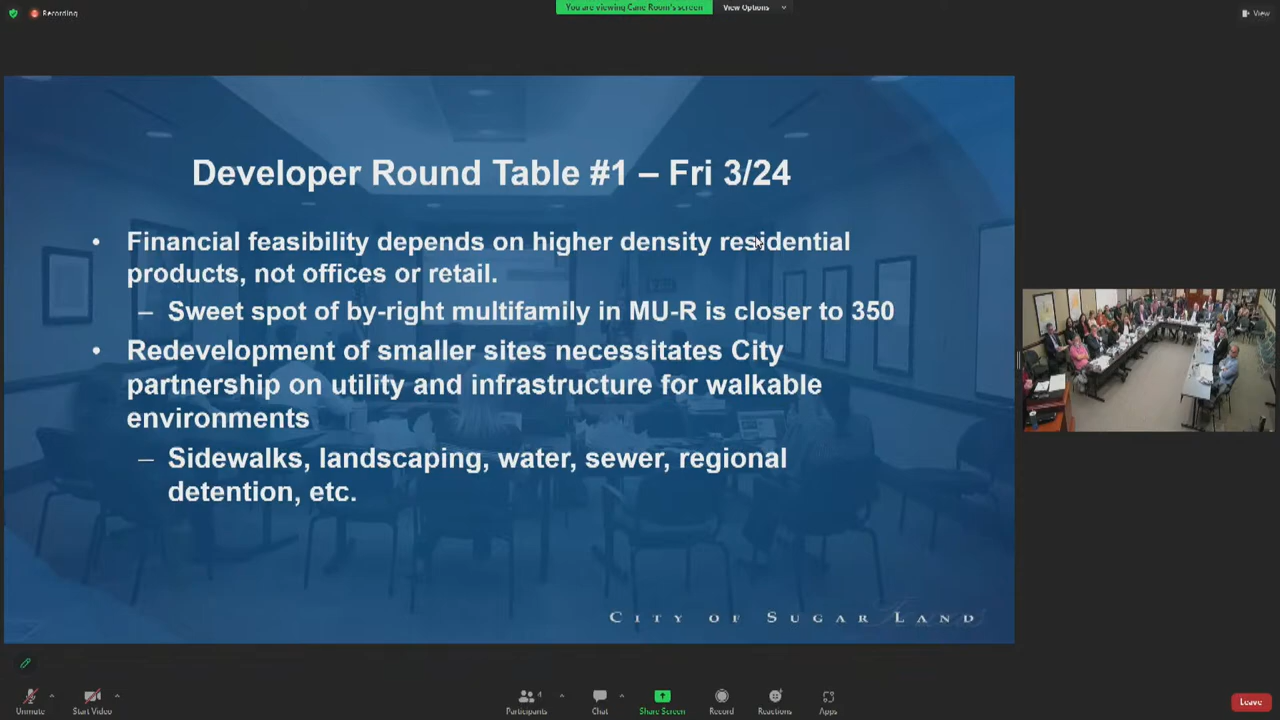 Recording
You are viewing Cane Room's screen
View Options
View
Developer Round Table #1 – Fri 3/24
• Financial feasibility depends on higher density residential
products, not offices or retail.
– Sweet spot of by-right multifamily in MU-R is closer to 350
• Redevelopment of smaller sites necessitates City
partnership on utility and infrastructure for walkable
environments
– Sidewalks, landscaping, water, sewer, regional
detention, etc.
CITY OF SUGAR LAND
4
Unmute
Start Video
Participants
Chat
Share Screen
Record
Reactions
Apps
Leave